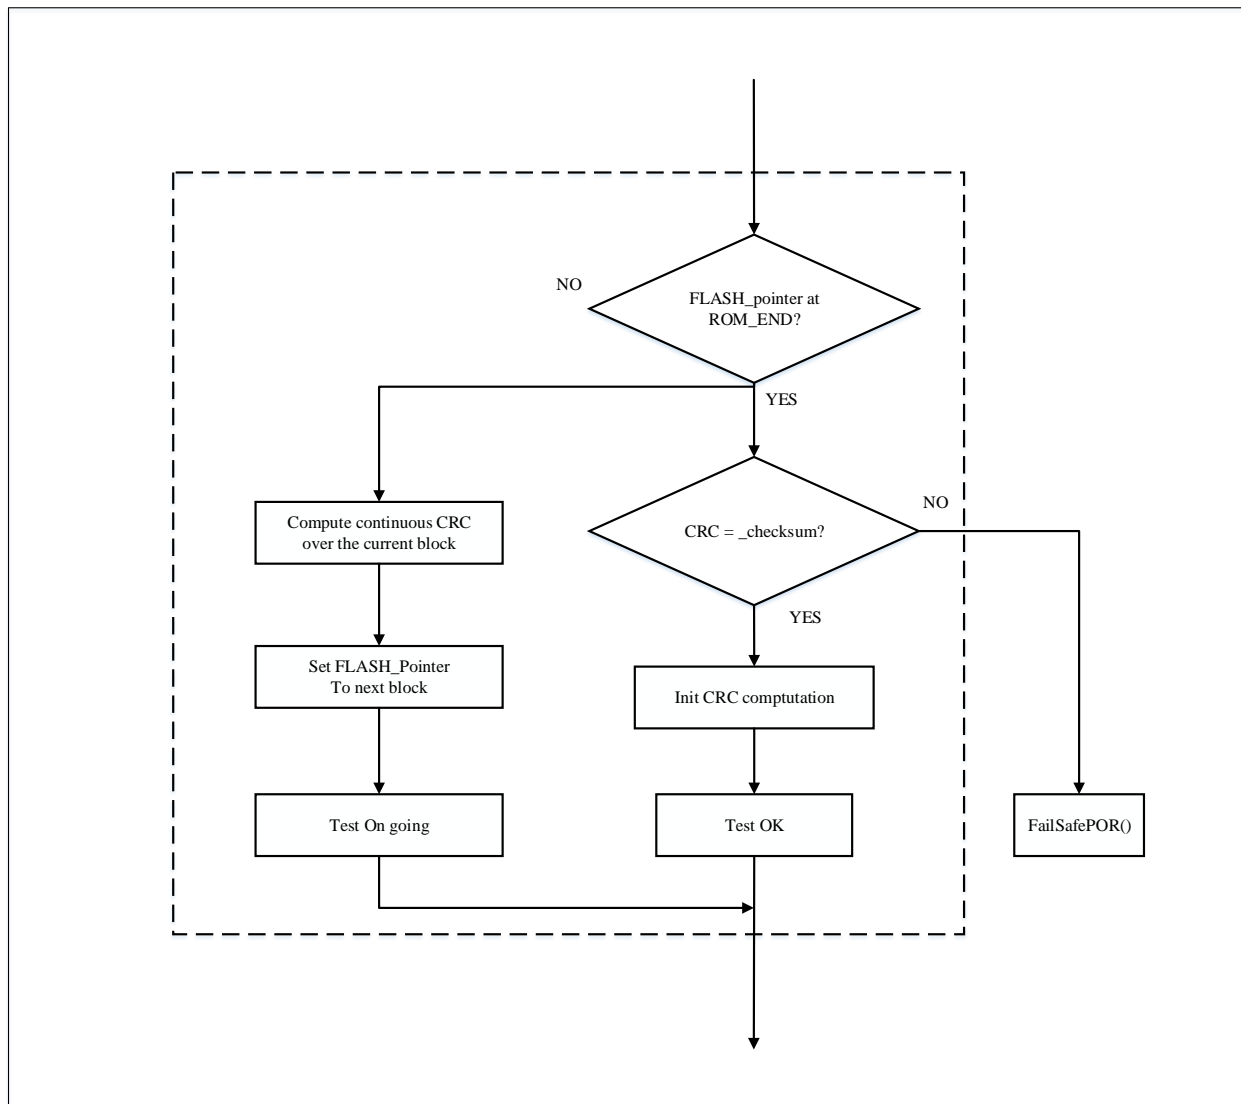 NO
FLASH_pointer at
ROM_END?
YES
Compute continuous CRC
over the current block
CRC = _checksum?
NO
YES
Set FLASH_Pointer
To next block
Init CRC comptutation
Test On going
Test OK
FailSafePOR()